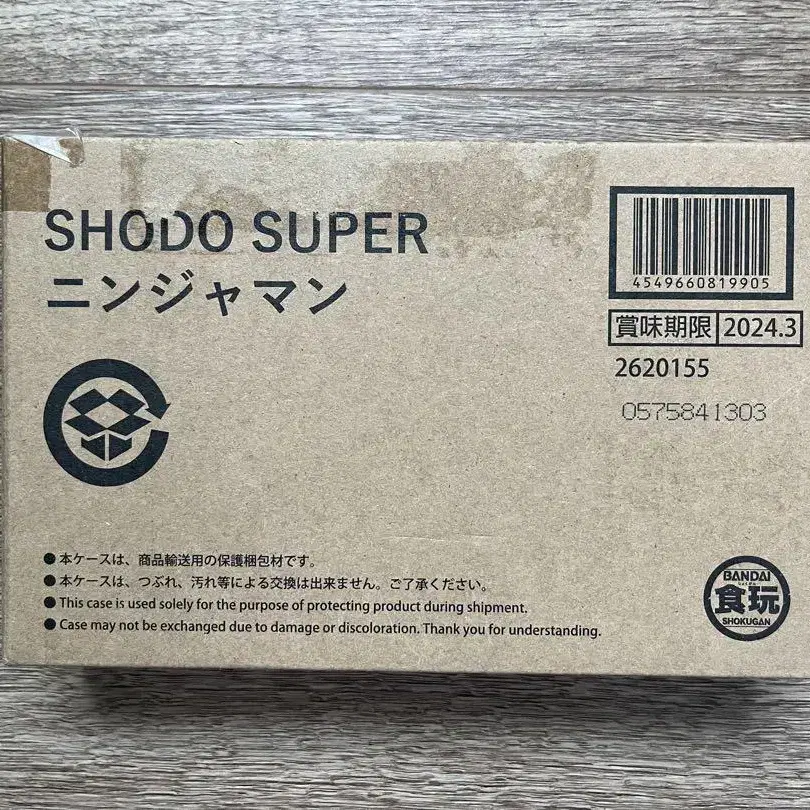 SHODO SUPER
ニンジャマン
4549660819905
賞味期限 2024.3
2620155
0575841303
●本ケースは、商品輸送用の保護梱包材です。
●本ケースは、つぶれ、汚れ等による交換は出来ません。ご了承ください。
●This case is used solely for the purpose of protecting product during shipment.
●Case may not be exchanged due to damage or discoloration. Thank you for understanding.
BANDAI
しょくがん
食玩
SHOKUGAN